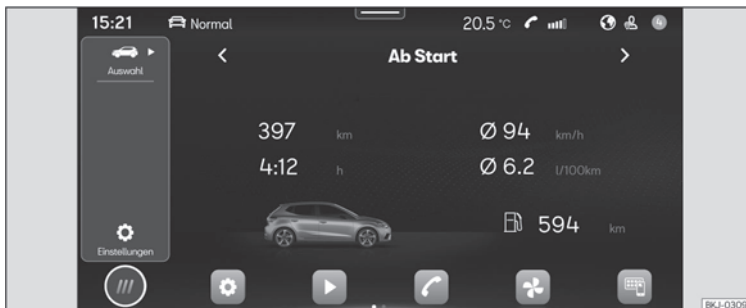 15:21 Normal 20.5 °C 4
Auswahl
Ab Start
397 km Ø 94 km/h
4:12 h Ø 6.2 l/100km
594 km
Einstellungen
BKJ-0309